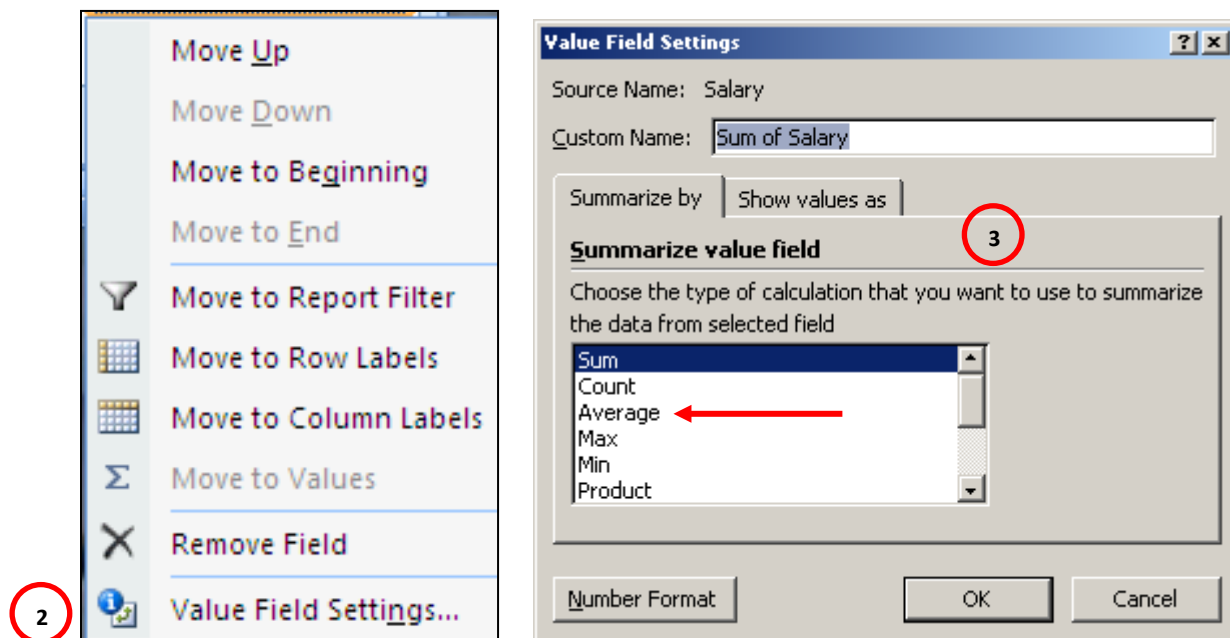 Move Up
Move Down
Move to Beginning
Move to End
Move to Report Filter
Move to Row Labels
Move to Column Labels
Σ Move to Values
Remove Field
2 Value Field Settings...
Value Field Settings
Source Name: Salary
Custom Name: Sum of Salary
Summarize by Show values as
3
Summarize value field
Choose the type of calculation that you want to use to summarize
the data from selected field
Sum
Count
Average
Max
Min
Product
Number Format OK Cancel